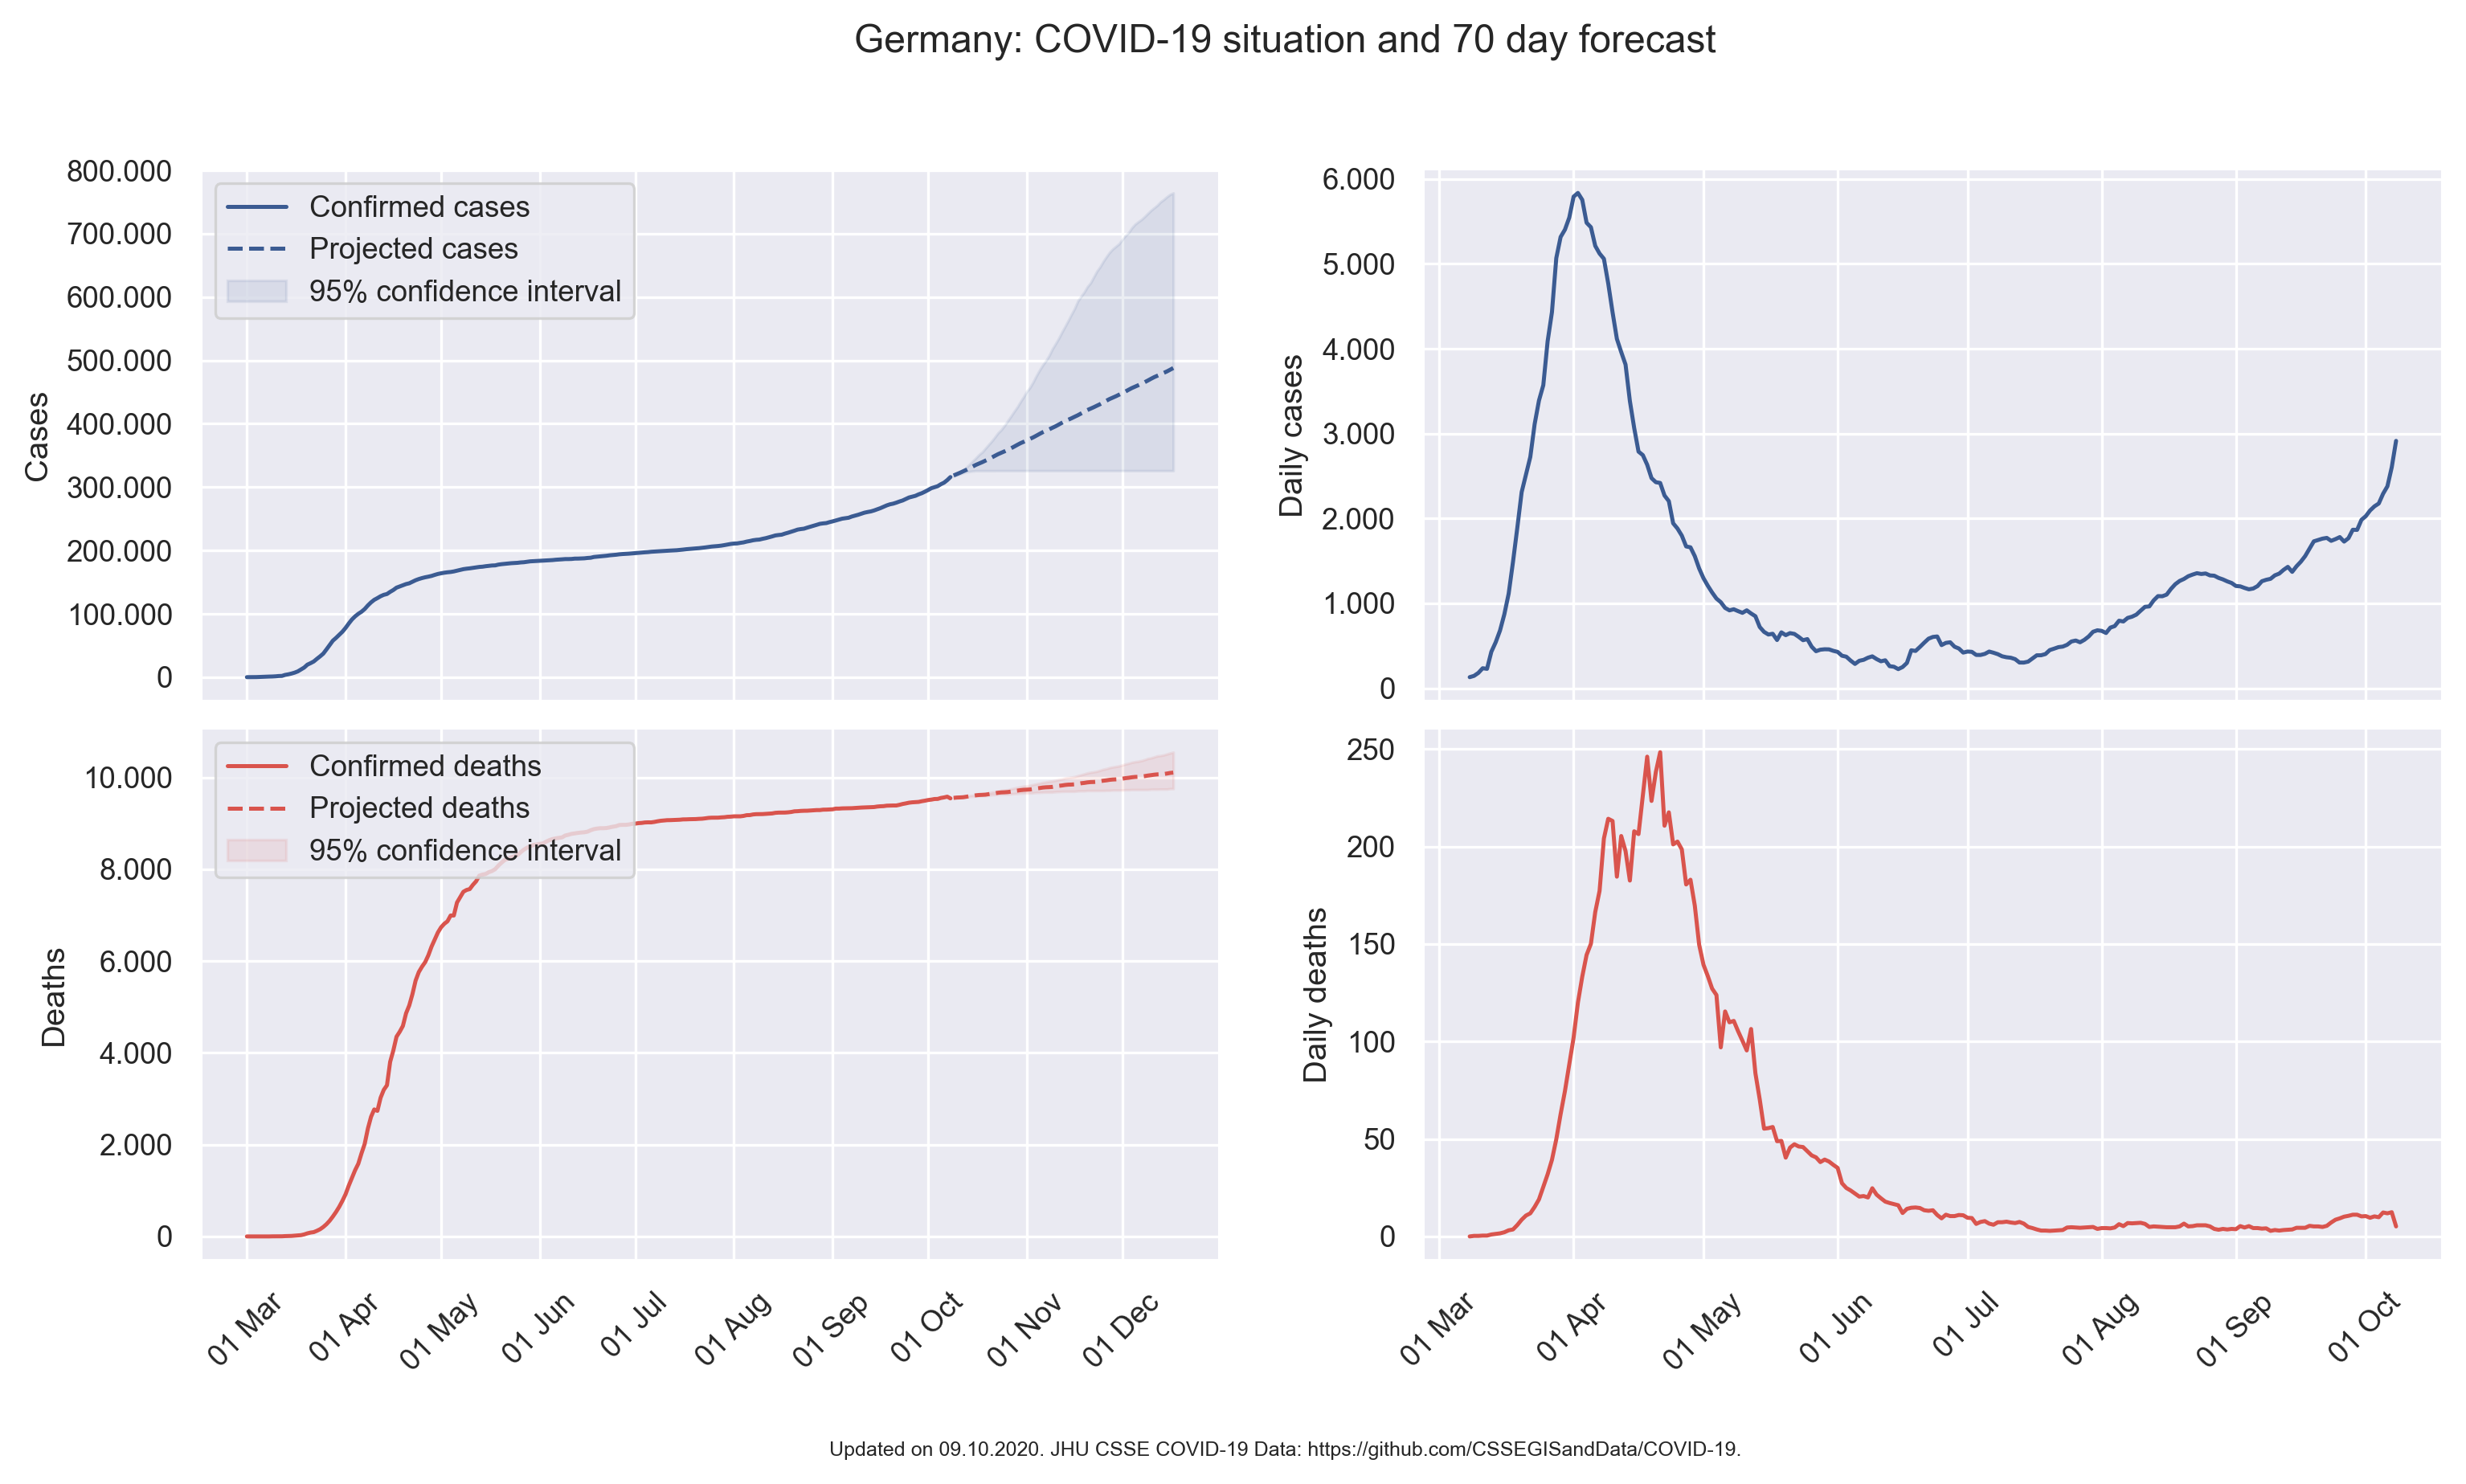 Germany: COVID-19 situation and 70 day forecast
800.000
700.000
600.000
500.000
400.000
300.000
200.000
100.000
0
Cases
Confirmed cases
Projected cases
95% confidence interval
6.000
5.000
4.000
3.000
2.000
1.000
0
Daily cases
10.000
8.000
6.000
4.000
2.000
0
Deaths
Confirmed deaths
Projected deaths
95% confidence interval
250
200
150
100
50
0
Daily deaths
01 Mar
01 Apr
01 May
01 Jun
01 Jul
01 Aug
01 Sep
01 Oct
01 Nov
01 Dec
01 Mar
01 Apr
01 May
01 Jun
01 Jul
01 Aug
01 Sep
01 Oct
Updated on 09.10.2020. JHU CSSE COVID-19 Data: https://github.com/CSSEGISandData/COVID-19.